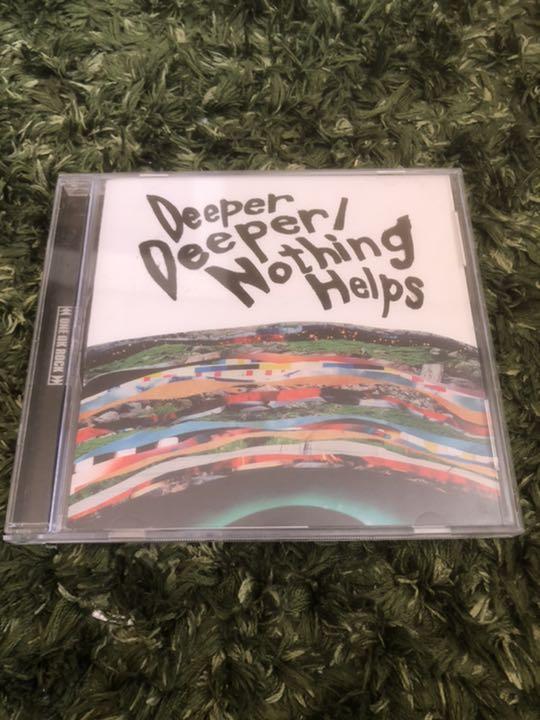 Deeper
Deeper/
Nothing
Helps
ONE OK ROCK